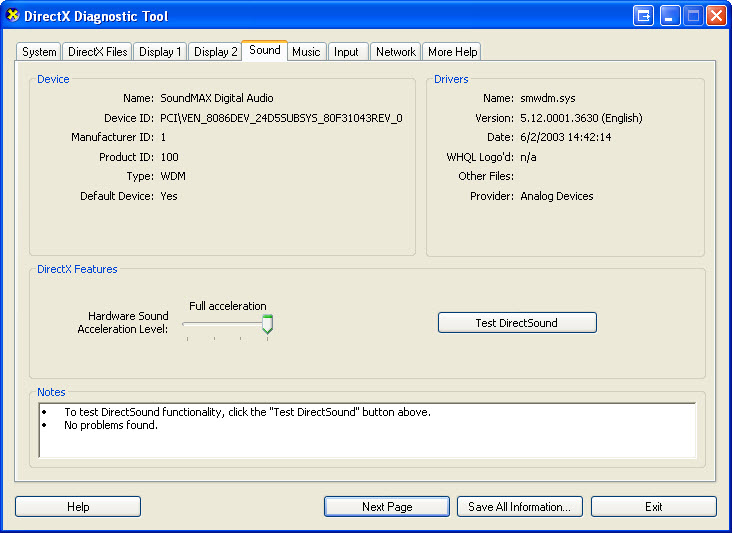 DirectX Diagnostic Tool
System DirectX Files Display 1 Display 2 Sound Music Input Network More Help
Device
Name: SoundMAX Digital Audio
Device ID: PCI\VEN_8086DEV_24D5SUBSYS_80F31043REV_0
Manufacturer ID: 1
Product ID: 100
Type: WDM
Default Device: Yes
Drivers
Name: smwdm.sys
Version: 5.12.0001.3630 (English)
Date: 6/2/2003 14:42:14
WHQL Logo'd: n/a
Other Files:
Provider: Analog Devices
DirectX Features
Hardware Sound
Acceleration Level:
Full acceleration
Test DirectSound
Notes
• To test DirectSound functionality, click the "Test DirectSound" button above.
• No problems found.
Help Next Page Save All Information... Exit